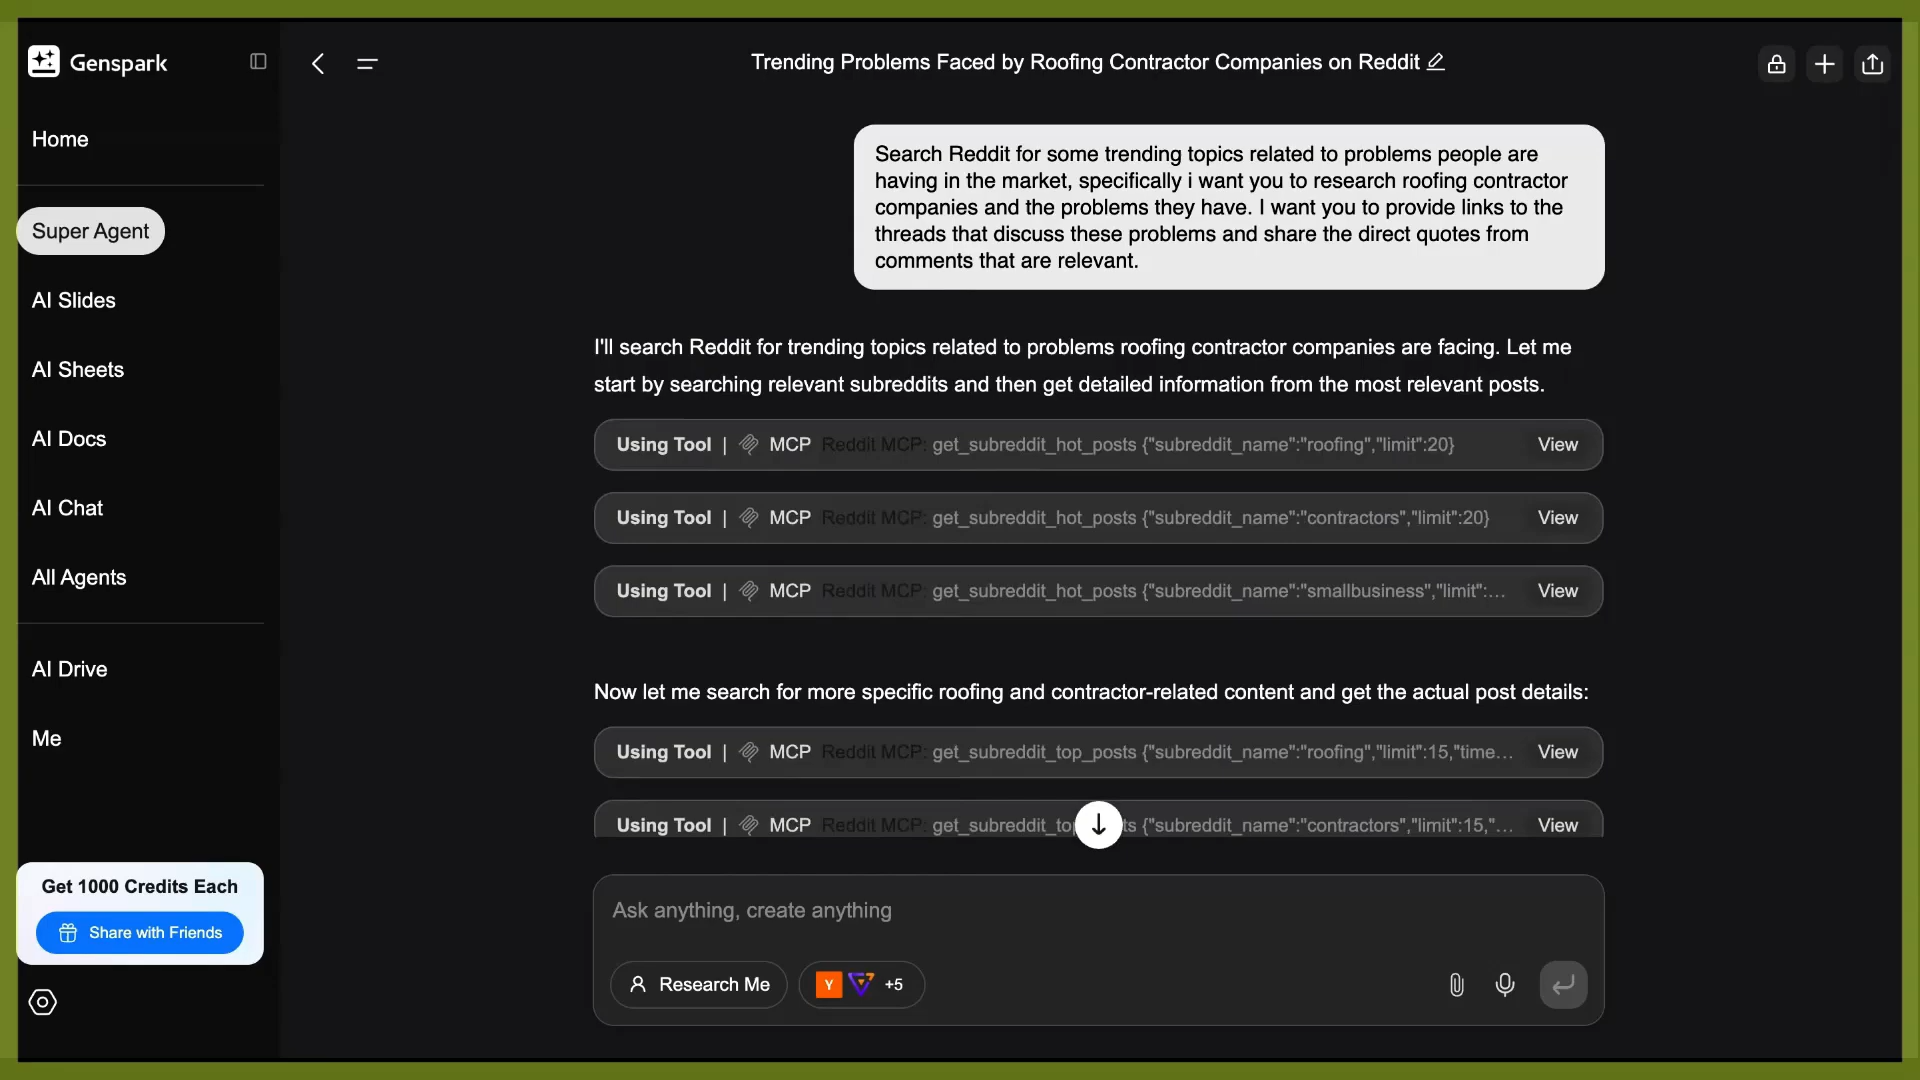 Genspark
Trending Problems Faced by Roofing Contractor Companies on Reddit
Home
Super Agent
AI Slides
AI Sheets
AI Docs
AI Chat
All Agents
AI Drive
Me
Get 1000 Credits Each
Share with Friends
Search Reddit for some trending topics related to problems people are
having in the market, specifically i want you to research roofing contractor
companies and the problems they have. I want you to provide links to the
threads that discuss these problems and share the direct quotes from
comments that are relevant.
I'll search Reddit for trending topics related to problems roofing contractor companies are facing. Let me
start by searching relevant subreddits and then get detailed information from the most relevant posts.
Using Tool | MCP Reddit MCP: get_subreddit_hot_posts {"subreddit_name":"roofing","limit":20} View
Using Tool | MCP Reddit MCP: get_subreddit_hot_posts {"subreddit_name":"contractors","limit":20} View
Using Tool | MCP Reddit MCP: get_subreddit_hot_posts {"subreddit_name":"smallbusiness","limit":... View
Now let me search for more specific roofing and contractor-related content and get the actual post details:
Using Tool | MCP Reddit MCP: get_subreddit_top_posts {"subreddit_name":"roofing","limit":15,"time... View
Using Tool | MCP Reddit MCP: get_subreddit_to ts {"subreddit_name":"contractors","limit":15,"... View
Ask anything, create anything
Research Me
Y +5